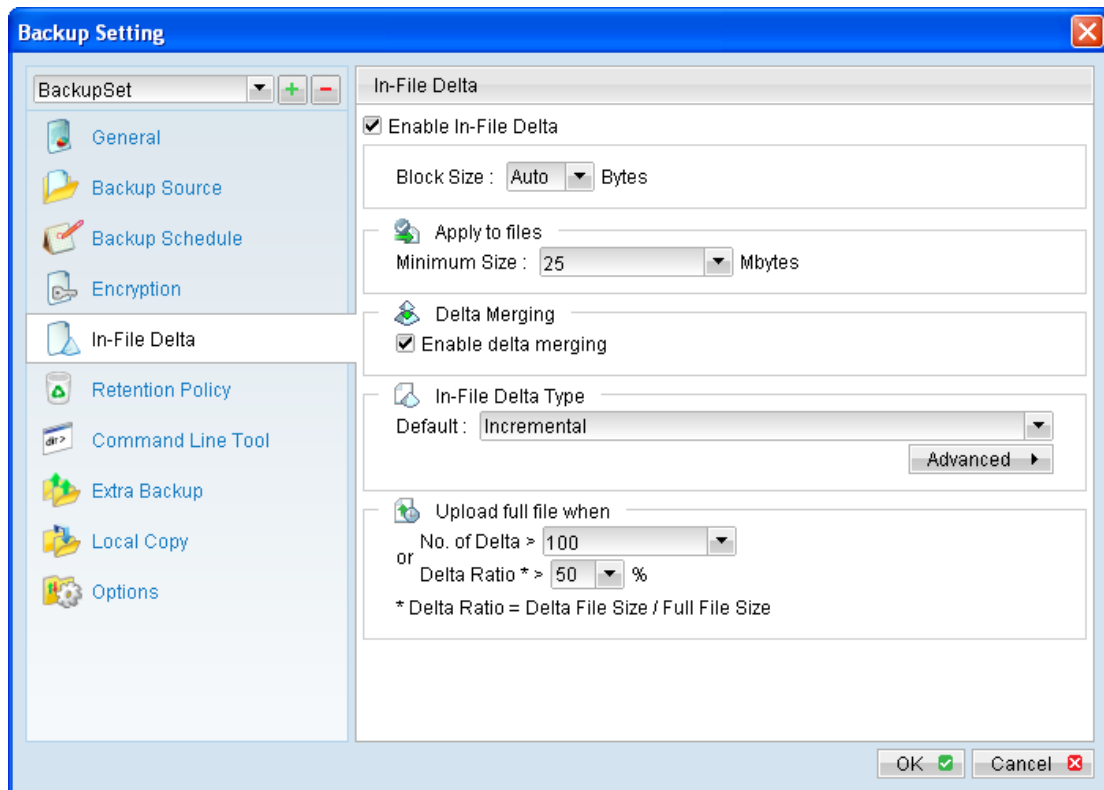 Backup Setting
BackupSet
General
Backup Source
Backup Schedule
Encryption
In-File Delta
Retention Policy
Command Line Tool
Extra Backup
Local Copy
Options
In-File Delta
Enable In-File Delta
Block Size : Auto Bytes
Apply to files
Minimum Size : 25 Mbytes
Delta Merging
Enable delta merging
In-File Delta Type
Default : Incremental
Advanced
Upload full file when
No. of Delta > 100
or
Delta Ratio * > 50 %
* Delta Ratio = Delta File Size / Full File Size
OK Cancel